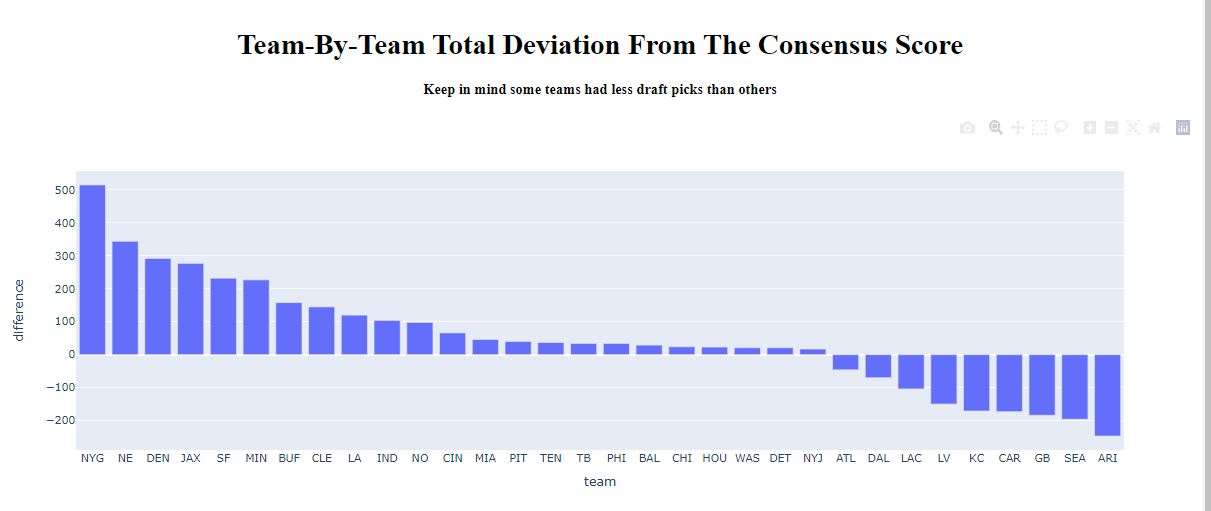 Team-By-Team Total Deviation From The Consensus Score
Keep in mind some teams had less draft picks than others
500
400
300
200
100
0
−100
−200
difference
NYG NE DEN JAX SF MIN BUF CLE LA IND NO CIN MIA PIT TEN TB PHI BAL CHI HOU WAS DET NYJ ATL DAL LAC LV KC CAR GB SEA ARI
team